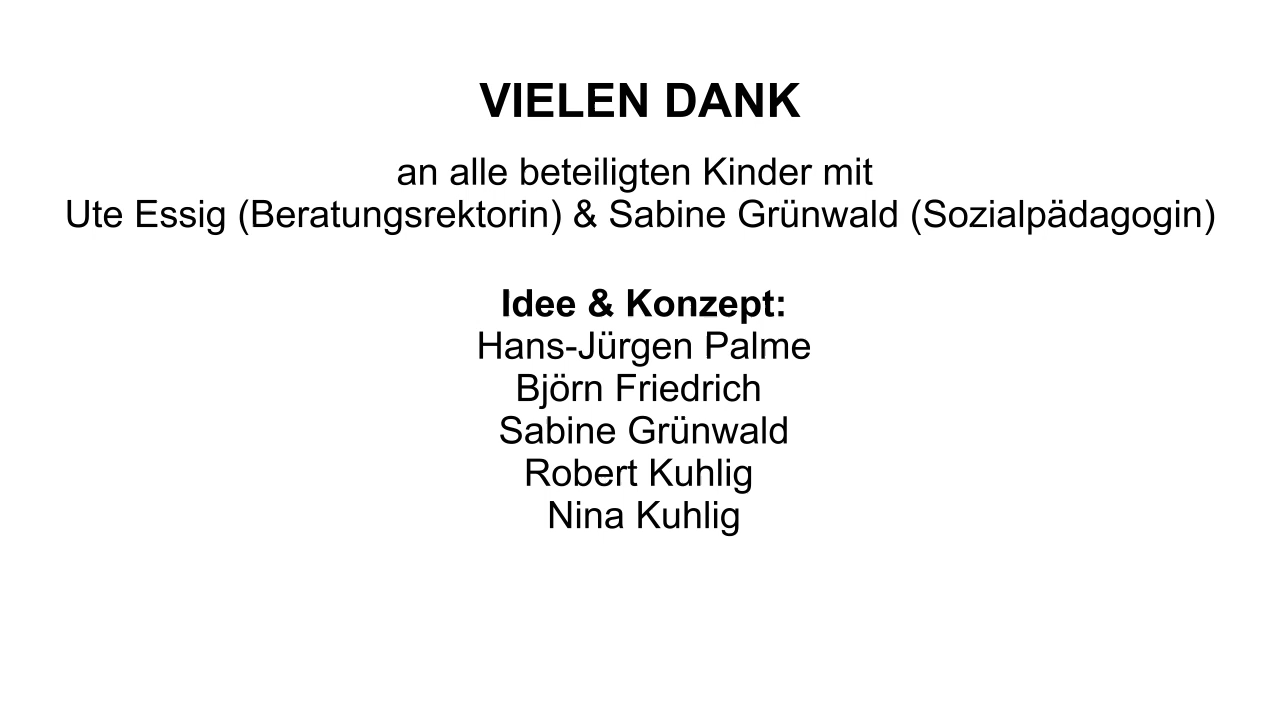 VIELEN DANK
an alle beteiligten Kinder mit
Ute Essig (Beratungsrektorin) & Sabine Grünwald (Sozialpädagogin)
Idee & Konzept:
Hans-Jürgen Palme
Björn Friedrich
Sabine Grünwald
Robert Kuhlig
Nina Kuhlig